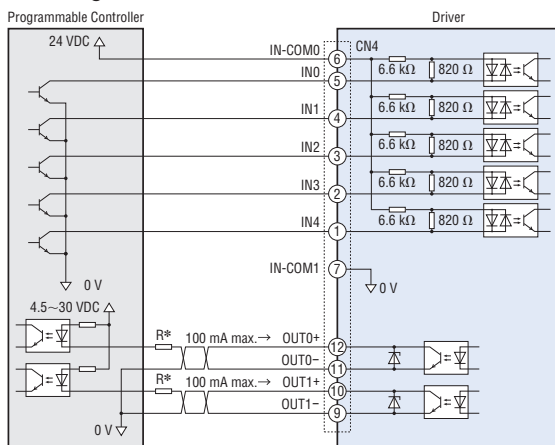 Programmable Controller
Driver
24 VDC
IN-COM0
CN4
6
6.6 kΩ
820 Ω
IN0
5
6.6 kΩ
820 Ω
IN1
4
6.6 kΩ
820 Ω
IN2
3
6.6 kΩ
820 Ω
IN3
2
6.6 kΩ
820 Ω
IN4
1
IN-COM1
7
0 V
0 V
4.5~30 VDC
R*
100 mA max.→
OUT0+
12
OUT0−
11
R*
100 mA max.→
OUT1+
10
OUT1−
9
0 V